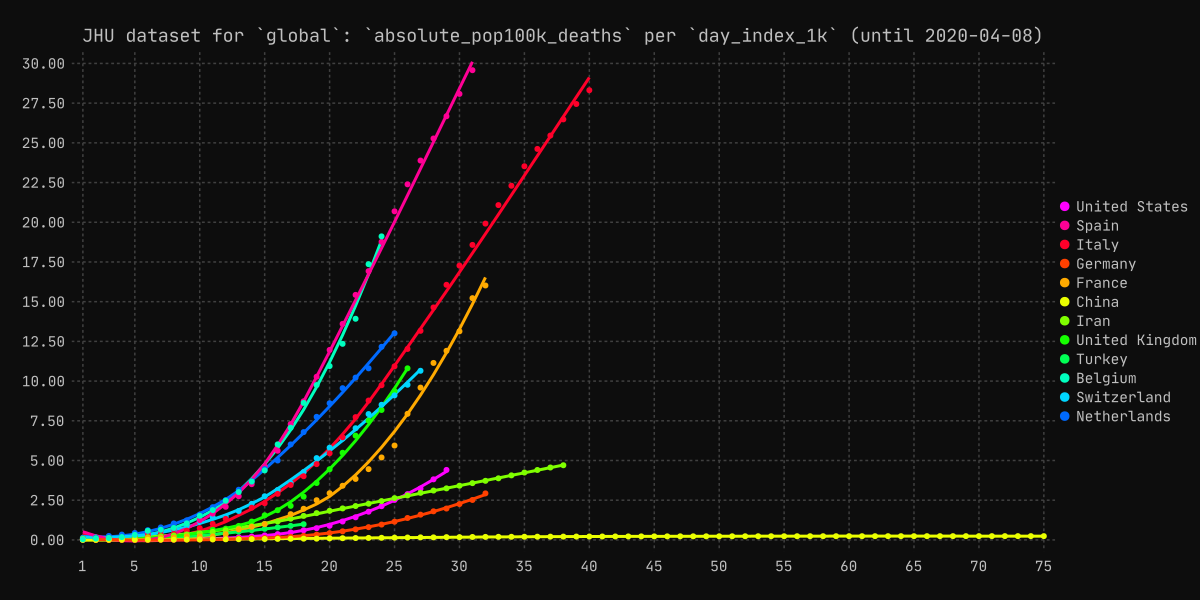 JHU dataset for `global`: `absolute_pop100k_deaths` per `day_index_1k` (until 2020-04-08)
30.00
27.50
25.00
22.50
20.00
17.50
15.00
12.50
10.00
7.50
5.00
2.50
0.00
1 5 10 15 20 25 30 35 40 45 50 55 60 65 70 75
United States
Spain
Italy
Germany
France
China
Iran
United Kingdom
Turkey
Belgium
Switzerland
Netherlands